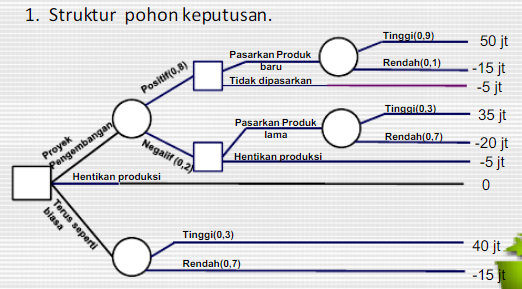 1. Struktur pohon keputusan.
Tinggi(0,9)
50 jt
Pasarkan Produk
baru
Rendah(0,1)
-15 jt
Positif(0,8)
Tidak dipasarkan
-5 jt
Tinggi(0,3)
35 jt
Pasarkan Produk
lama
Rendah(0,7)
-20 jt
Proyek
Pengembangan
Negalif (0,2)
Hentikan produksi
-5 jt
Hentikan produksi
0
Terus seperti
biasa
Tinggi(0,3)
40 jt
Rendah(0,7)
-15 jt